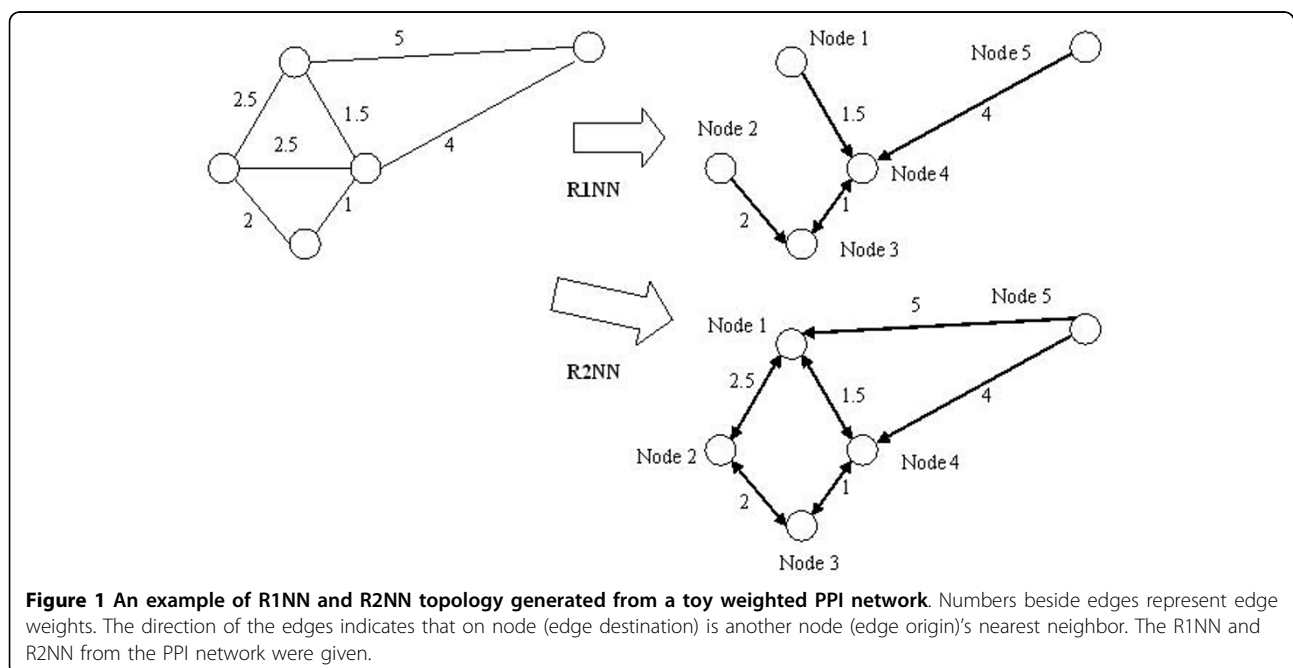 5
Node 1
Node 5
2.5
1.5
1.5
4
Node 2
2.5
4
R1NN
Node 4
2
1
2
1
Node 3
5
Node 5
Node 1
R2NN
2.5
1.5
4
Node 2
Node 4
2
1
Node 3
Figure 1 An example of R1NN and R2NN topology generated from a toy weighted PPI network. Numbers beside edges represent edge
weights. The direction of the edges indicates that on node (edge destination) is another node (edge origin)'s nearest neighbor. The R1NN and
R2NN from the PPI network were given.